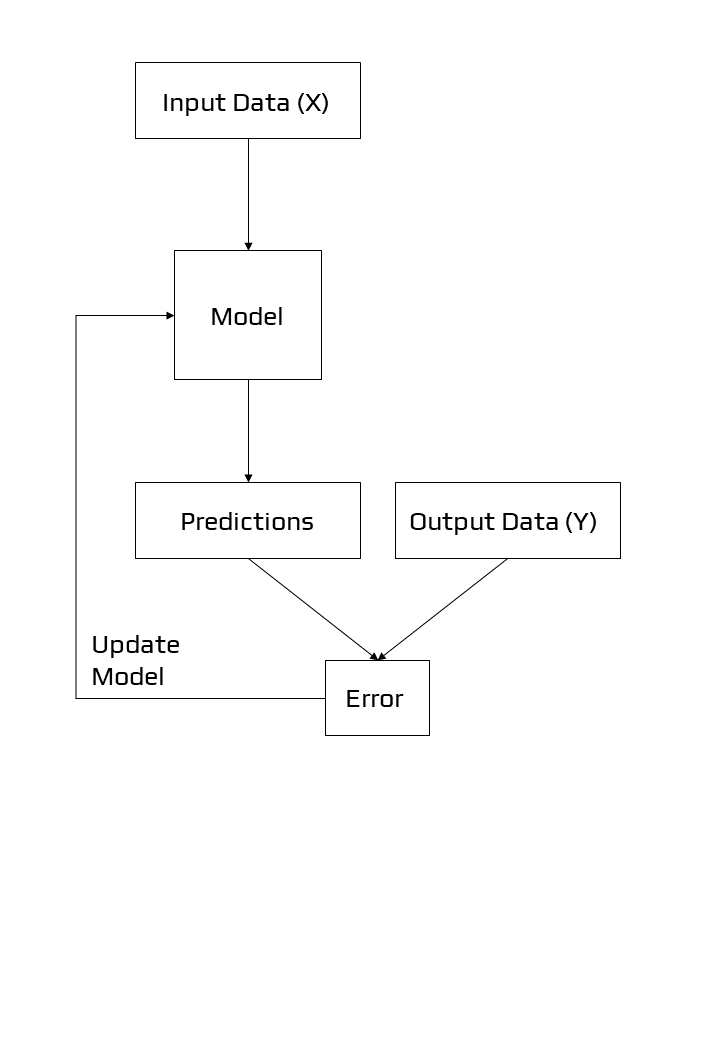 Input Data (X)
Model
Predictions
Output Data (Y)
Update
Model
Error